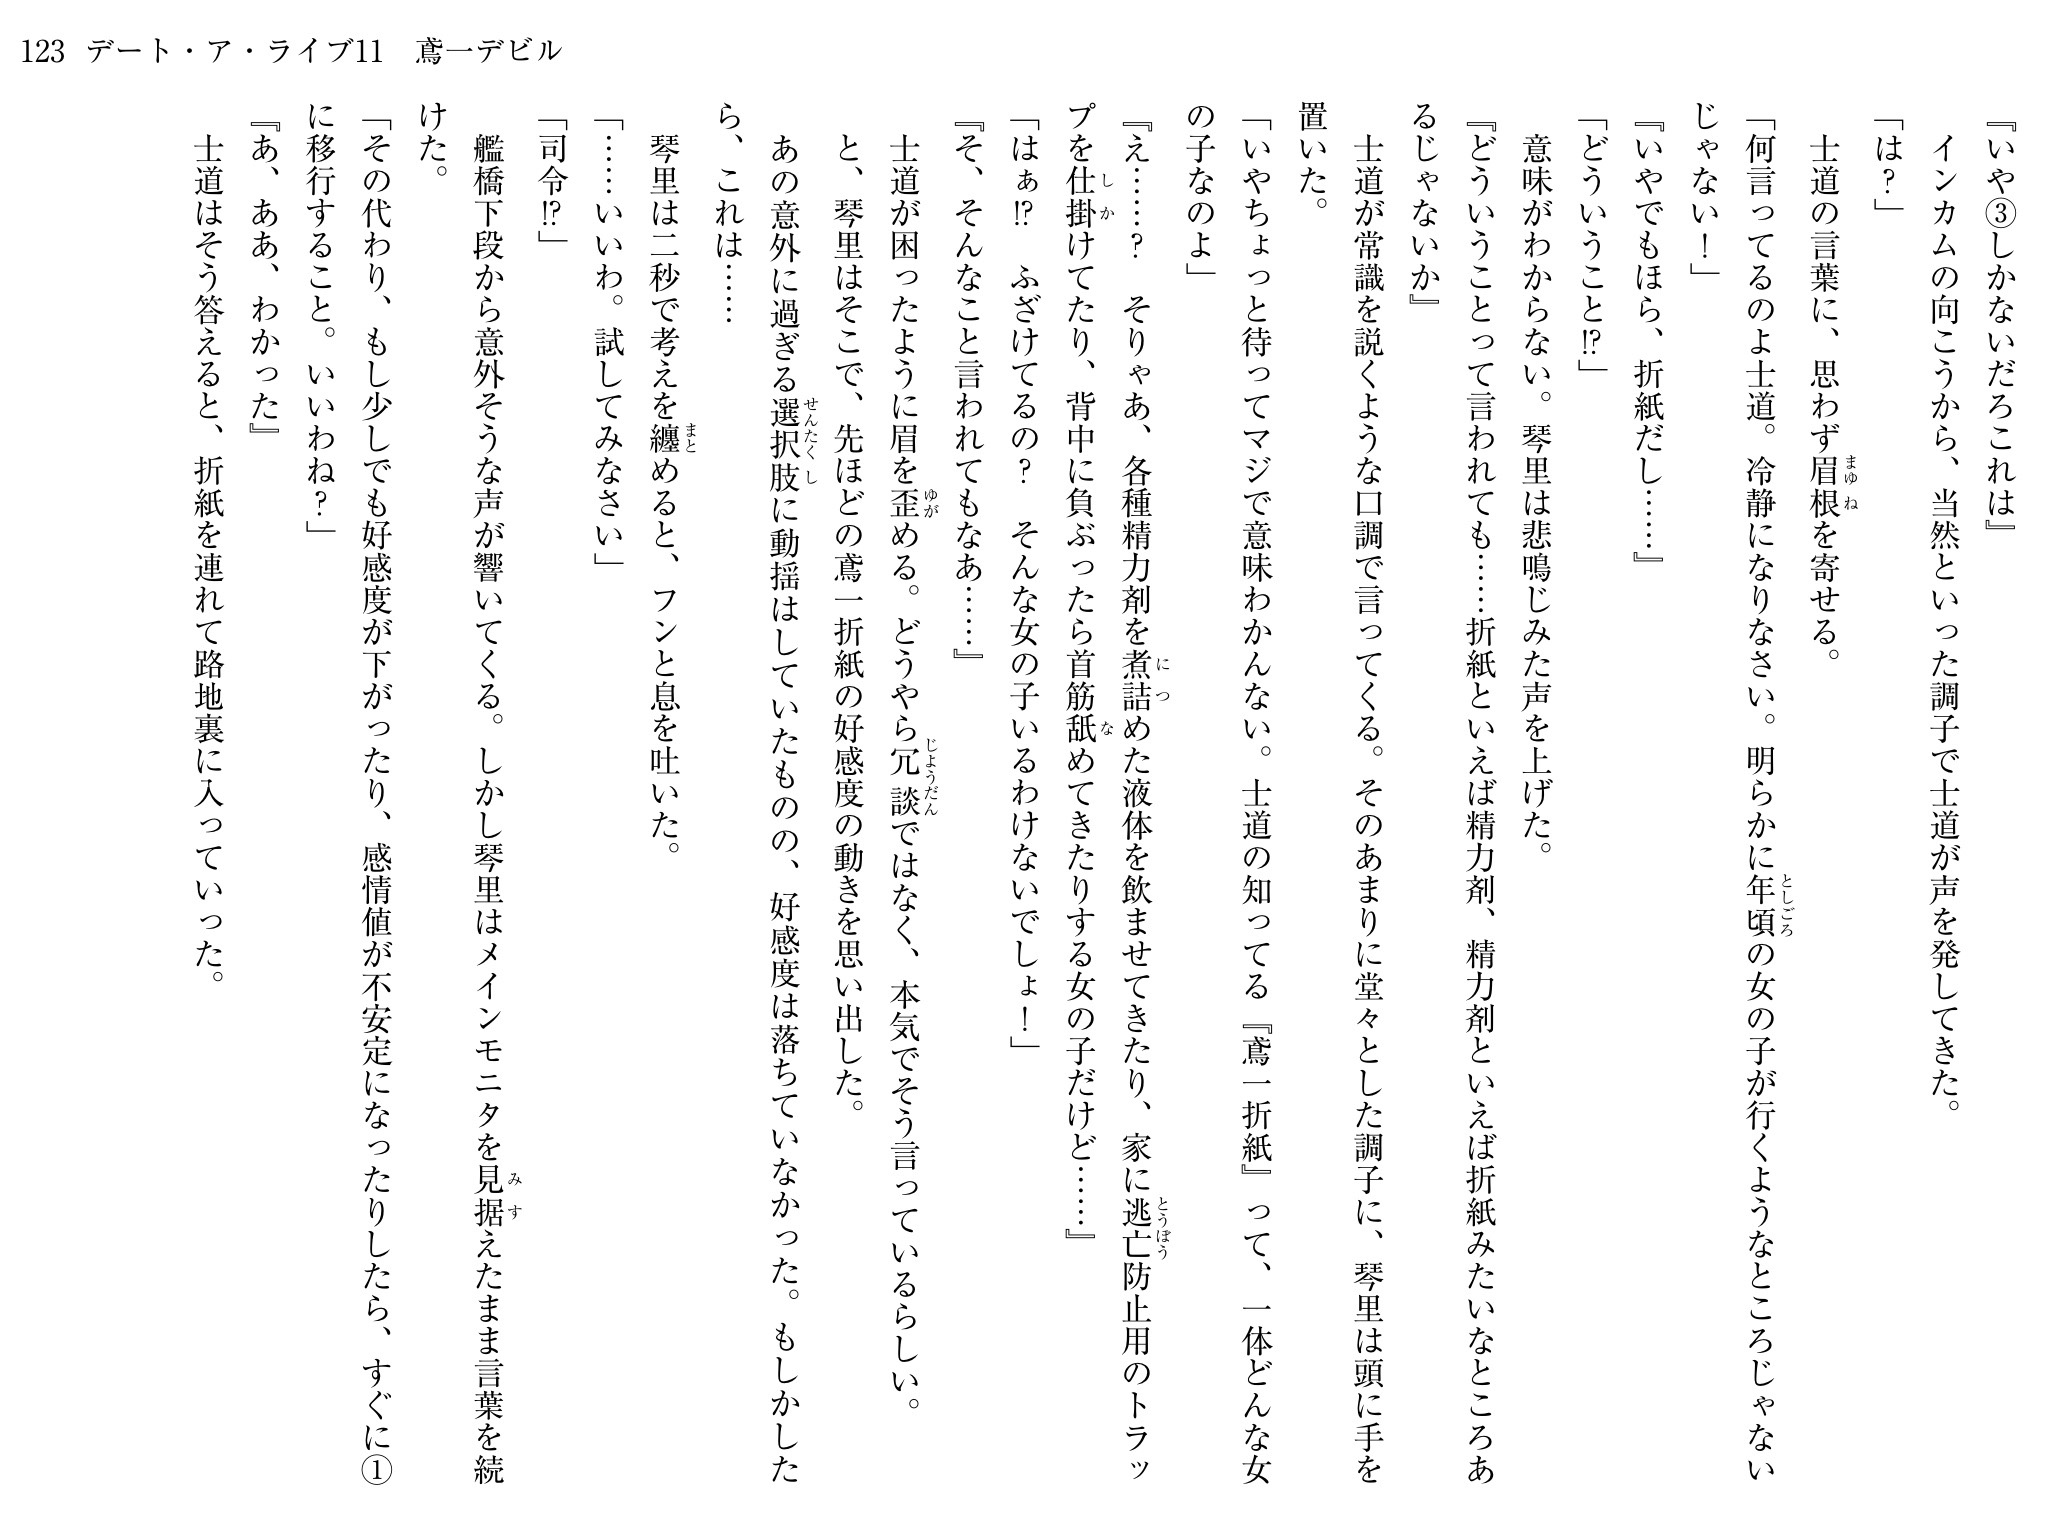 123 デート・ア・ライブ11　鳶一デビル
『いや③しかないだろこれは』
　インカムの向こうから、当然といった調子で士道が声を発してきた。
「は？」
　士道の言葉に、思わず眉根を寄せる。
「何言ってるのよ士道。冷静になりなさい。明らかに年頃の女の子が行くようなところじゃない
じゃない！」
『いやでもほら、折紙だし……』
「どういうこと⁉」
　意味がわからない。琴里は悲鳴じみた声を上げた。
『どういうことって言われても……折紙といえば精力剤、精力剤といえば折紙みたいなところあ
るじゃないか』
　士道が常識を説くような口調で言ってくる。そのあまりに堂々とした調子に、琴里は頭に手を
置いた。
「いやちょっと待ってマジで意味わかんない。士道の知ってる『鳶一折紙』って、一体どんな女
の子なのよ」
『え……？　そりゃあ、各種精力剤を煮詰めた液体を飲ませてきたり、家に逃亡防止用のトラッ
プを仕掛けてたり、背中に負ぶったら首筋舐めてきたりする女の子だけど……』
「はぁ⁉　ふざけてるの？　そんな女の子いるわけないでしょ！」
『そ、そんなこと言われてもなあ……』
　士道が困ったように眉を歪める。どうやら冗談ではなく、本気でそう言っているらしい。
　と、琴里はそこで、先ほどの鳶一折紙の好感度の動きを思い出した。
　あの意外に過ぎる選択肢に動揺はしていたものの、好感度は落ちていなかった。もしかした
ら、これは……
　琴里は二秒で考えを纏めると、フンと息を吐いた。
「……いいわ。試してみなさい」
「司令⁉」
　艦橋下段から意外そうな声が響いてくる。しかし琴里はメインモニタを見据えたまま言葉を続
けた。
「その代わり、もし少しでも好感度が下がったり、感情値が不安定になったりしたら、すぐに①
に移行すること。いいわね？」
『あ、ああ、わかった』
　士道はそう答えると、折紙を連れて路地裏に入っていった。